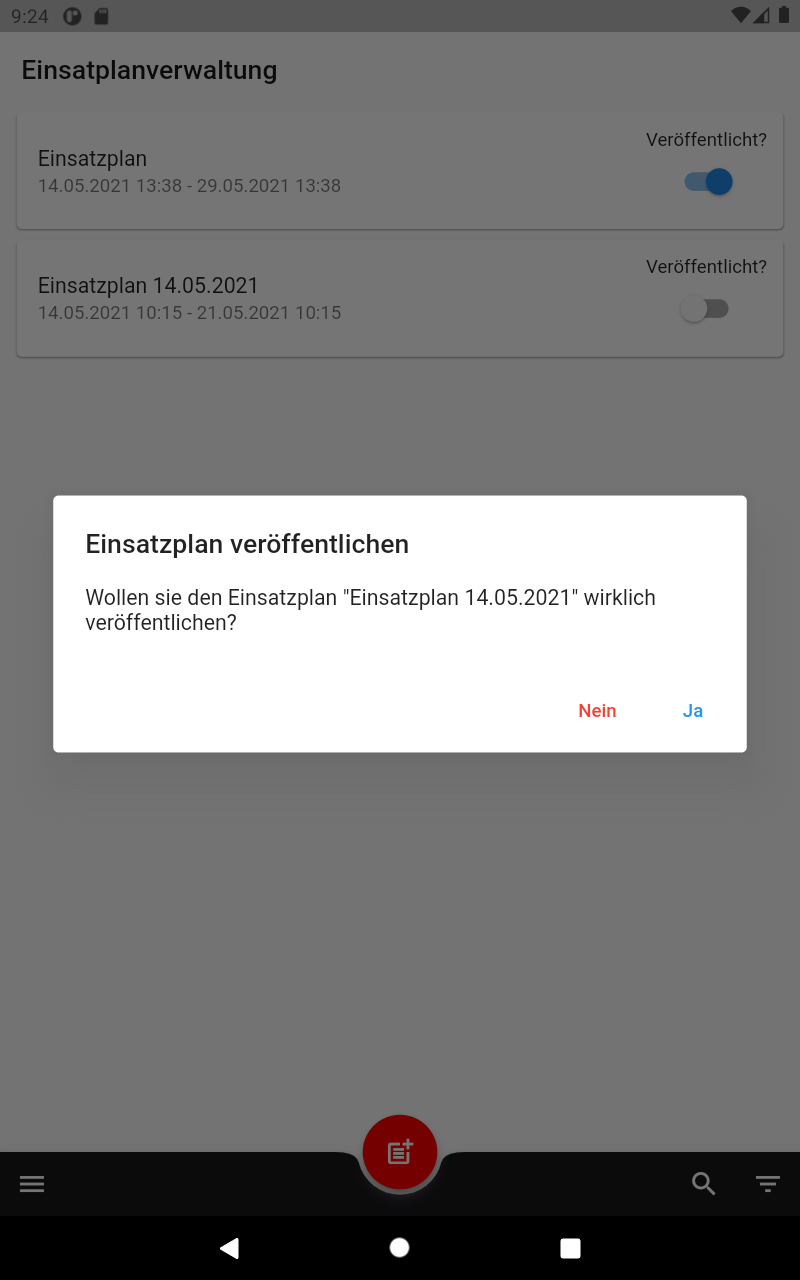 9:24
Einsatplanverwaltung
Veröffentlicht?
Einsatzplan
14.05.2021 13:38 - 29.05.2021 13:38
Veröffentlicht?
Einsatzplan 14.05.2021
14.05.2021 10:15 - 21.05.2021 10:15
Einsatzplan veröffentlichen
Wollen sie den Einsatzplan "Einsatzplan 14.05.2021" wirklich
veröffentlichen?
Nein Ja